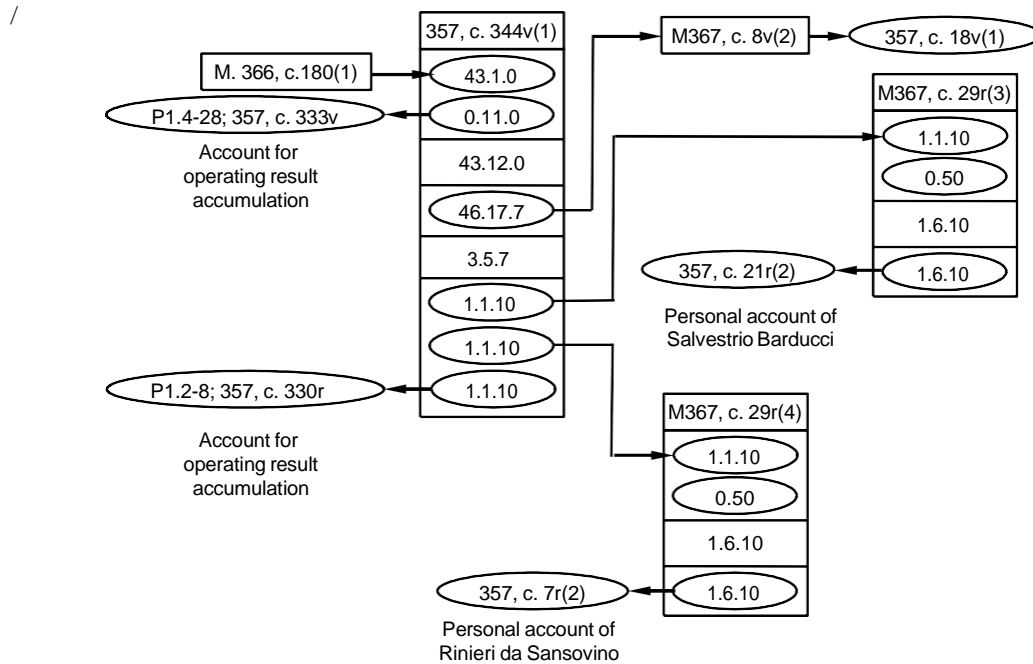 /
357, c. 344v(1)
M367, c. 8v(2)
357, c. 18v(1)
M. 366, c.180(1)
43.1.0
P1.4-28; 357, c. 333v
0.11.0
Account for
operating result
accumulation
43.12.0
46.17.7
3.5.7
1.1.10
1.1.10
1.1.10
P1.2-8; 357, c. 330r
Account for
operating result
accumulation
M367, c. 29r(3)
1.1.10
0.50
1.6.10
1.6.10
357, c. 21r(2)
Personal account of
Salvestrio Barducci
M367, c. 29r(4)
1.1.10
0.50
1.6.10
1.6.10
357, c. 7r(2)
Personal account of
Rinieri da Sansovino